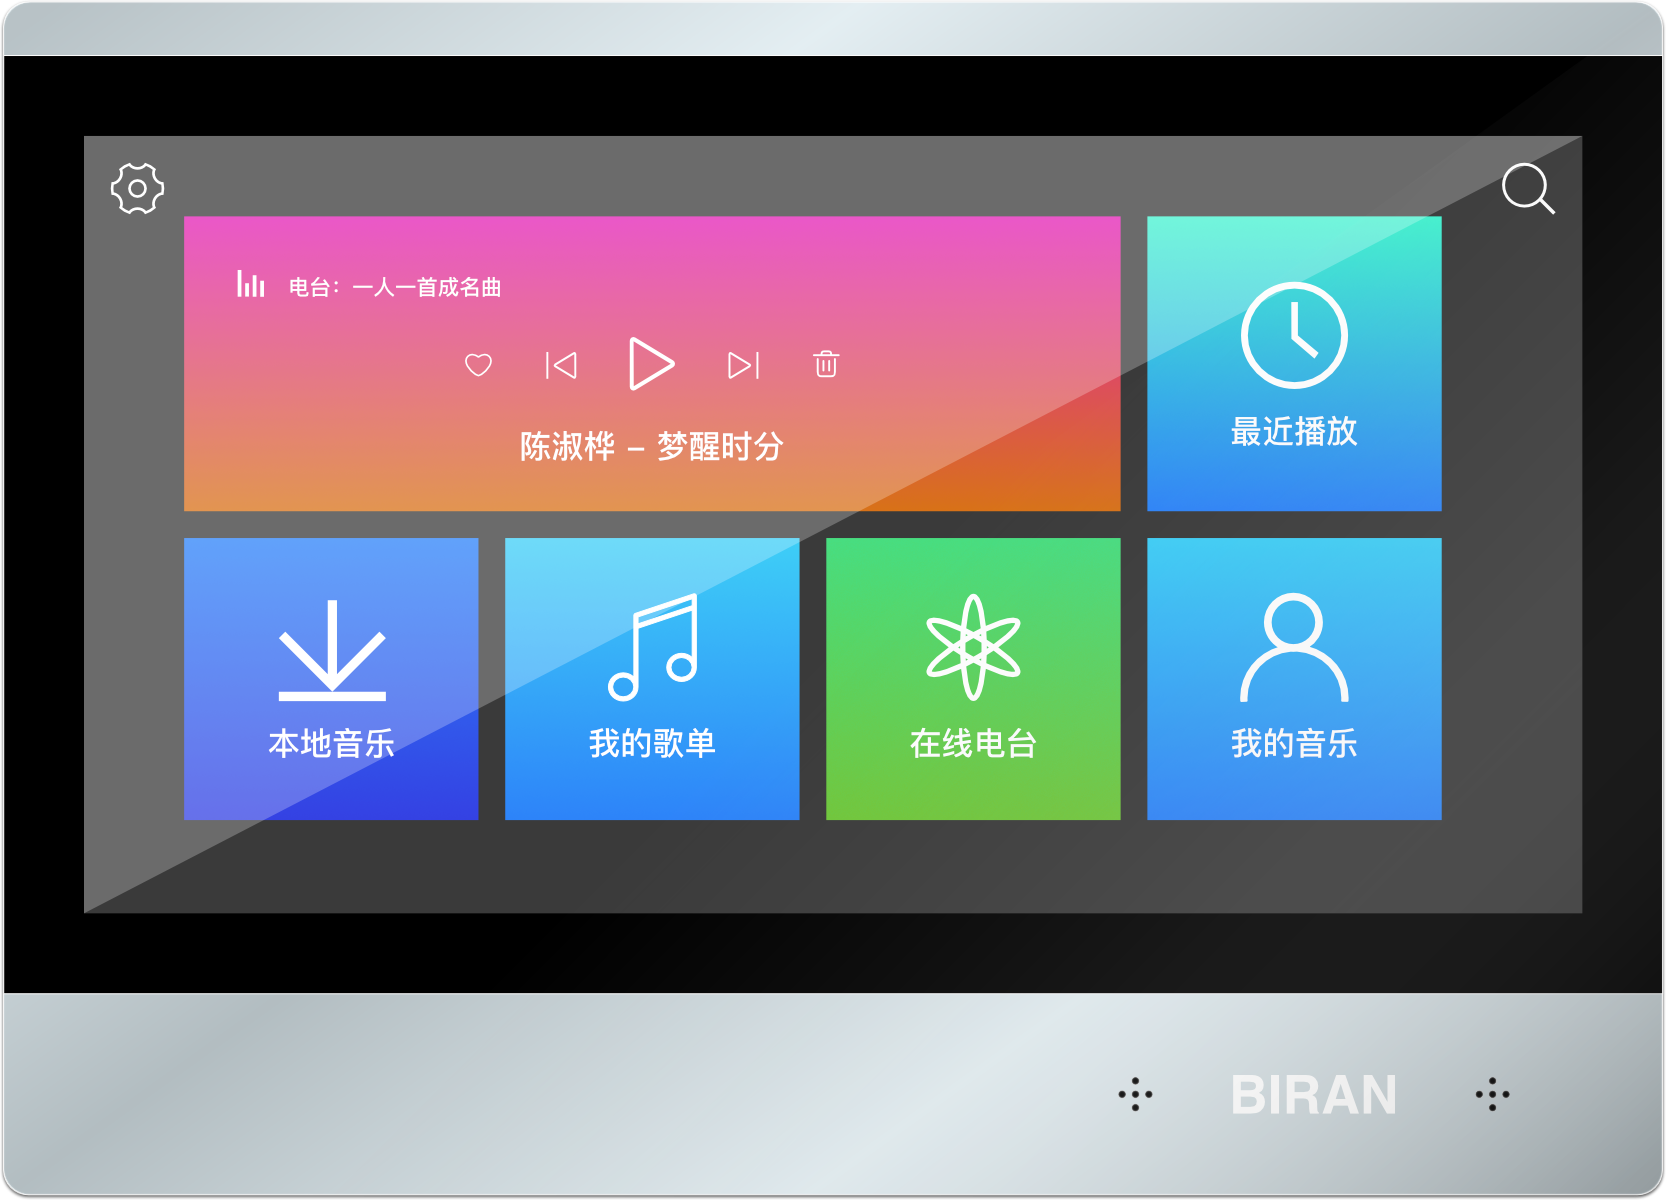 电台：一人一首成名曲
陈淑桦 – 梦醒时分
最近播放
本地音乐
我的歌单
在线电台
我的音乐
BIRAN